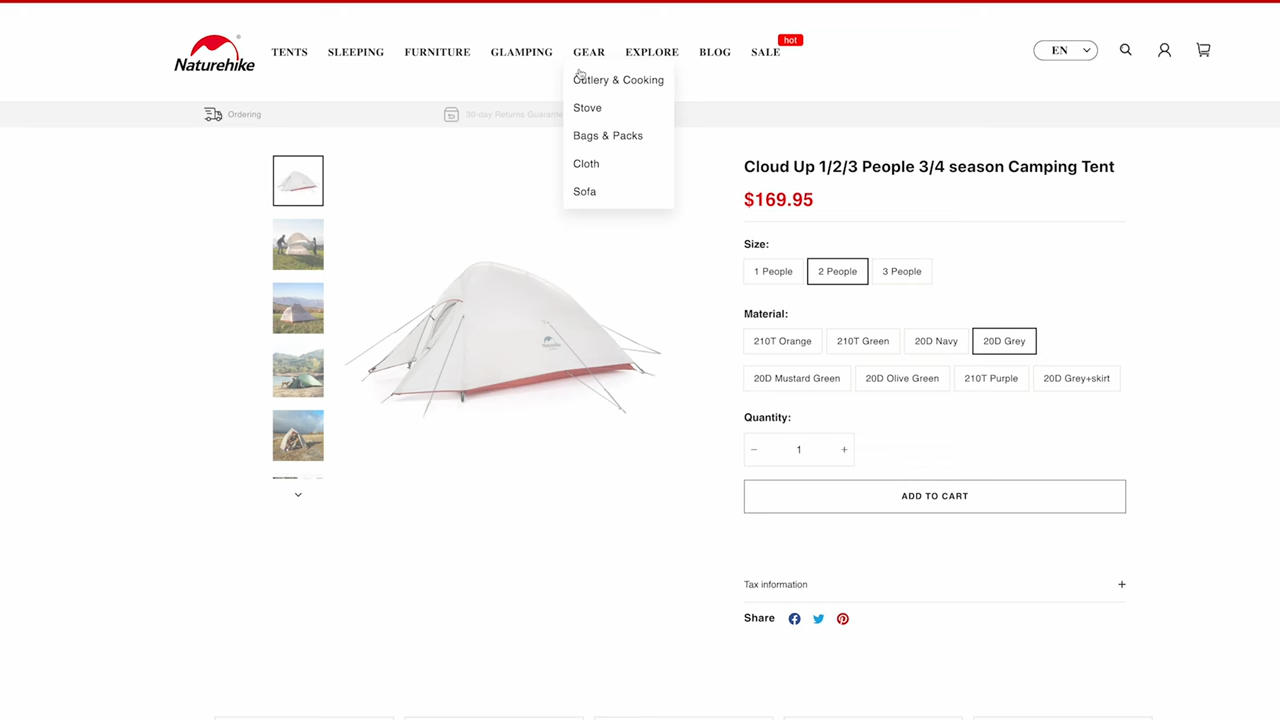 Naturehike
TENTS SLEEPING FURNITURE GLAMPING GEAR EXPLORE BLOG SALE hot
EN
Cutlery & Cooking
Stove
Bags & Packs
Cloth
Sofa
Ordering
30-day Returns
Cloud Up 1/2/3 People 3/4 season Camping Tent
$169.95
Size:
1 People 2 People 3 People
Material:
210T Orange 210T Green 20D Navy 20D Grey
20D Mustard Green 20D Olive Green 210T Purple 20D Grey+skirt
Quantity:
− 1 +
ADD TO CART
Tax information +
Share